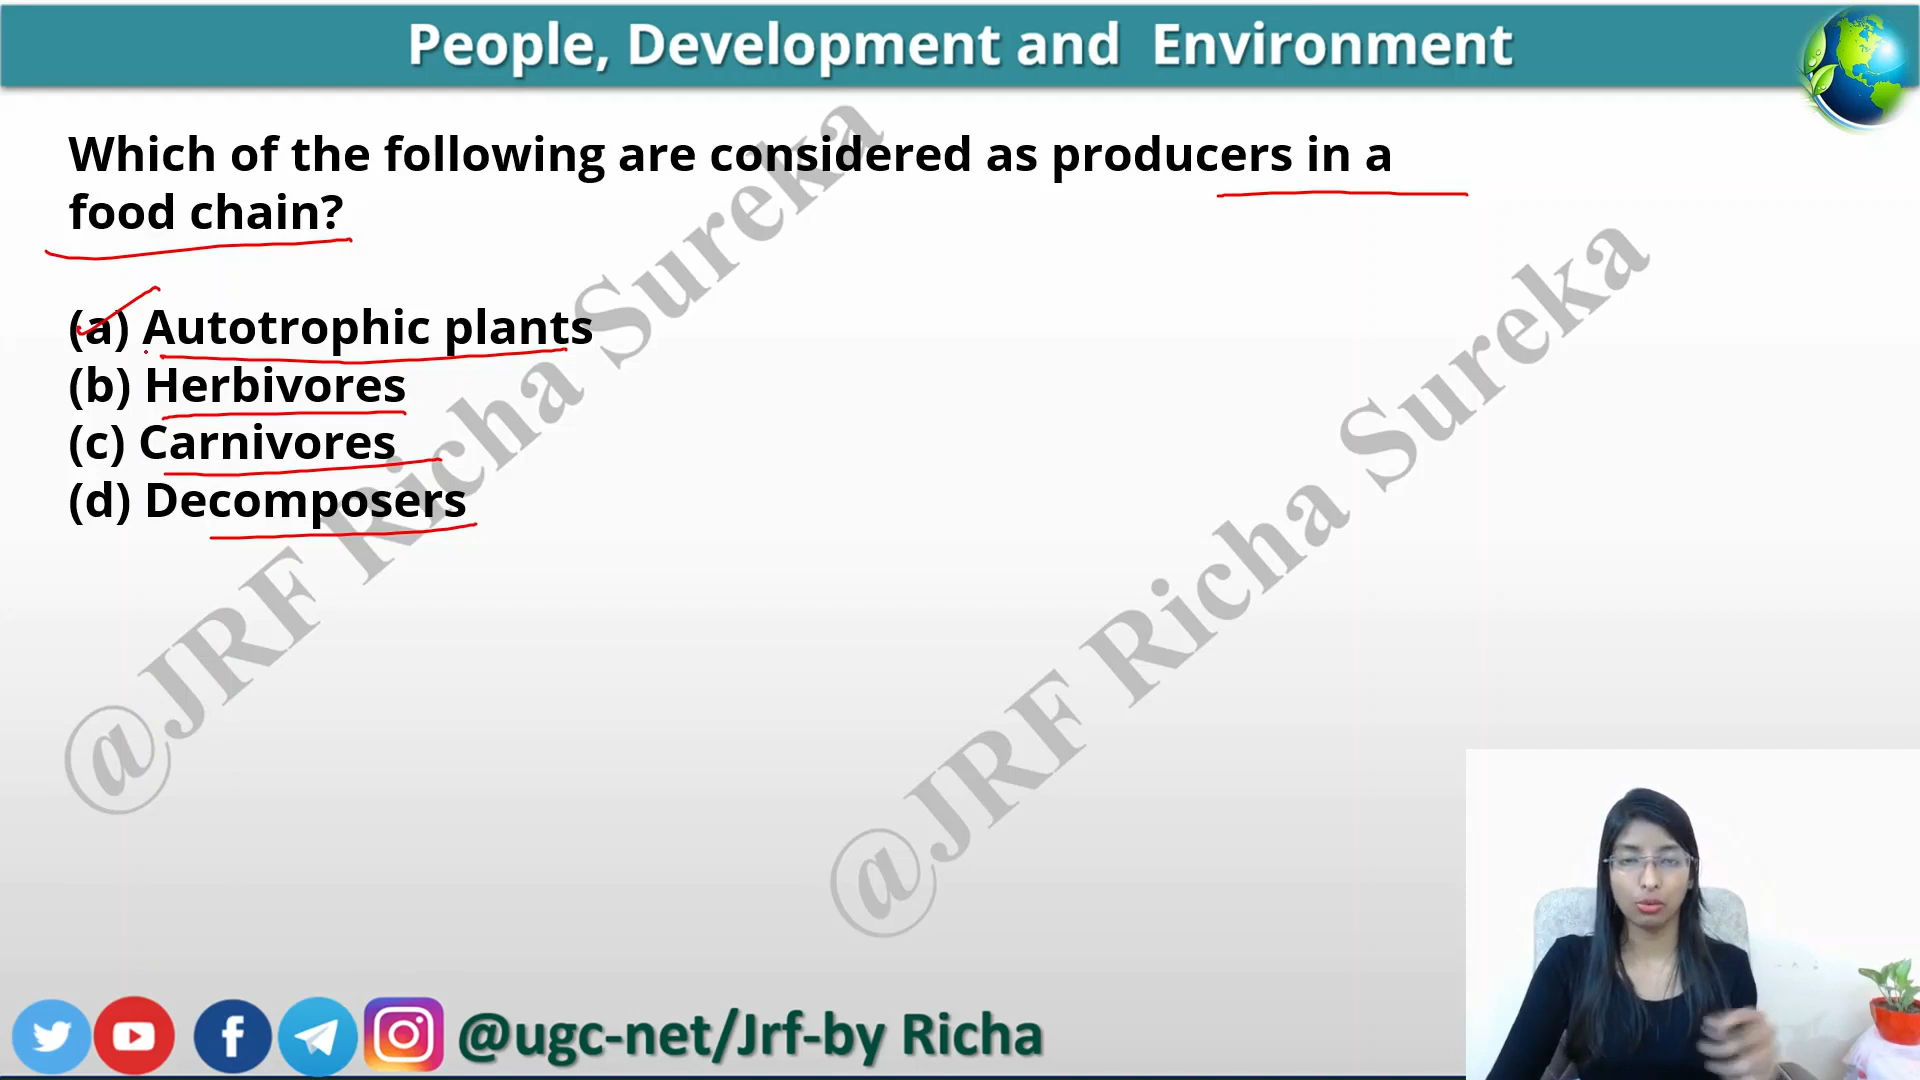 People, Development and Environment
Which of the following are considered as producers in a
food chain?
(a) Autotrophic plants
(b) Herbivores
(c) Carnivores
(d) Decomposers
@JRF Richa Sureka
@JRF Richa Sureka
@ugc-net/Jrf-by Richa